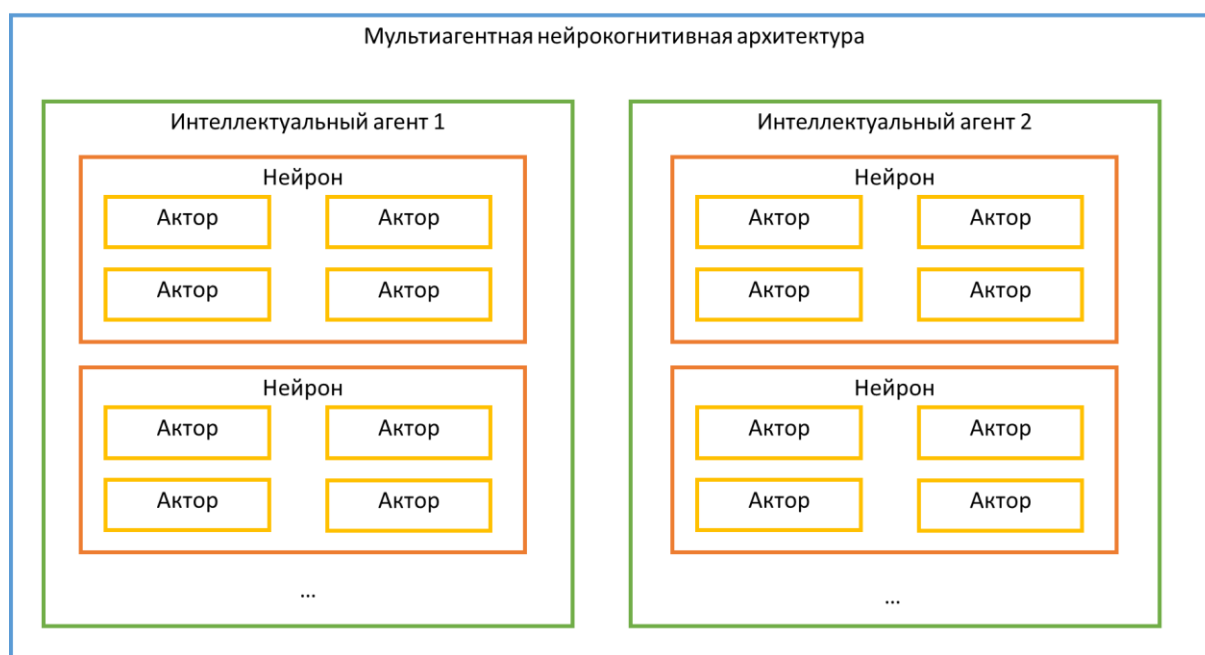 Мультиагентная нейрокогнитивная архитектура
Интеллектуальный агент 1
Нейрон
Актор
Актор
Актор
Актор
Нейрон
Актор
Актор
Актор
Актор
...
Интеллектуальный агент 2
Нейрон
Актор
Актор
Актор
Актор
Нейрон
Актор
Актор
Актор
Актор
...